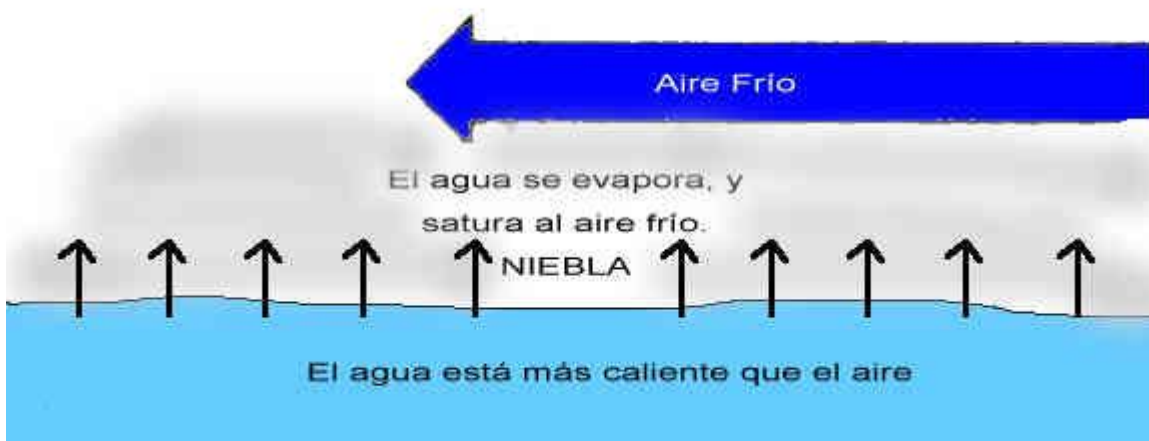 Aire Frío
El agua se evapora, y
satura al aire frío.
NIEBLA
El agua está más caliente que el aire